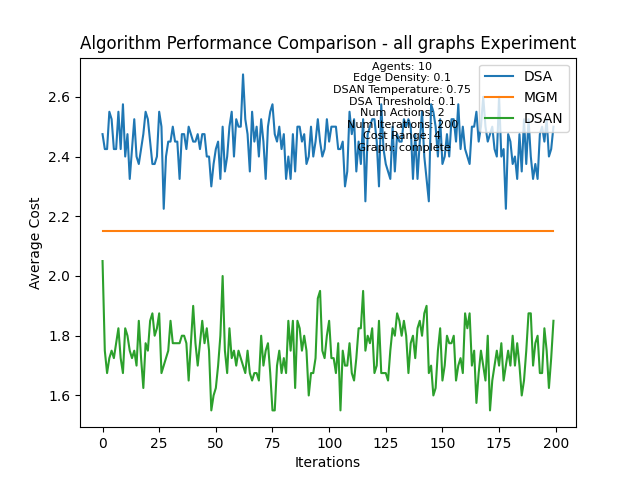 Algorithm Performance Comparison - all graphs Experiment
Agents: 10
Edge Density: 0.1
DSAN Temperature: 0.75
DSA Threshold: 0.1
Num Actions: 2
Num Iterations: 200
Cost Range: 4
Graph: complete
DSA
MGM
DSAN
Average Cost
2.6
2.4
2.2
2.0
1.8
1.6
0 25 50 75 100 125 150 175 200
Iterations